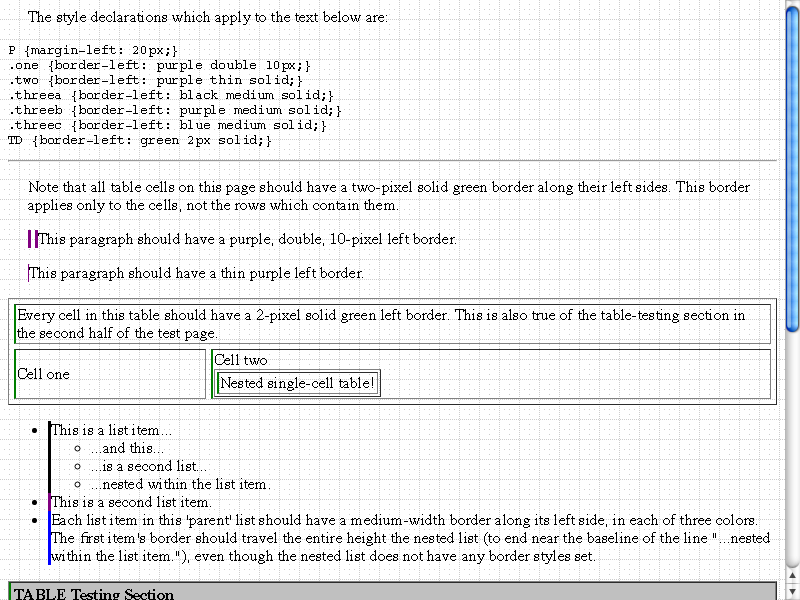 The style declarations which apply to the text below are:
P {margin-left: 20px;}
.one {border-left: purple double 10px;}
.two {border-left: purple thin solid;}
.threea {border-left: black medium solid;}
.threeb {border-left: purple medium solid;}
.threec {border-left: blue medium solid;}
TD {border-left: green 2px solid;}
Note that all table cells on this page should have a two-pixel solid green border along their left sides. This border
applies only to the cells, not the rows which contain them.
This paragraph should have a purple, double, 10-pixel left border.
This paragraph should have a thin purple left border.
Every cell in this table should have a 2-pixel solid green left border. This is also true of the table-testing section in
the second half of the test page.
Cell one
Cell two
Nested single-cell table!
This is a list item...
...and this...
...is a second list...
...nested within the list item.
This is a second list item.
Each list item in this 'parent' list should have a medium-width border along its left side, in each of three colors.
The first item's border should travel the entire height the nested list (to end near the baseline of the line "...nested
within the list item."), even though the nested list does not have any border styles set.
TABLE Testing Section